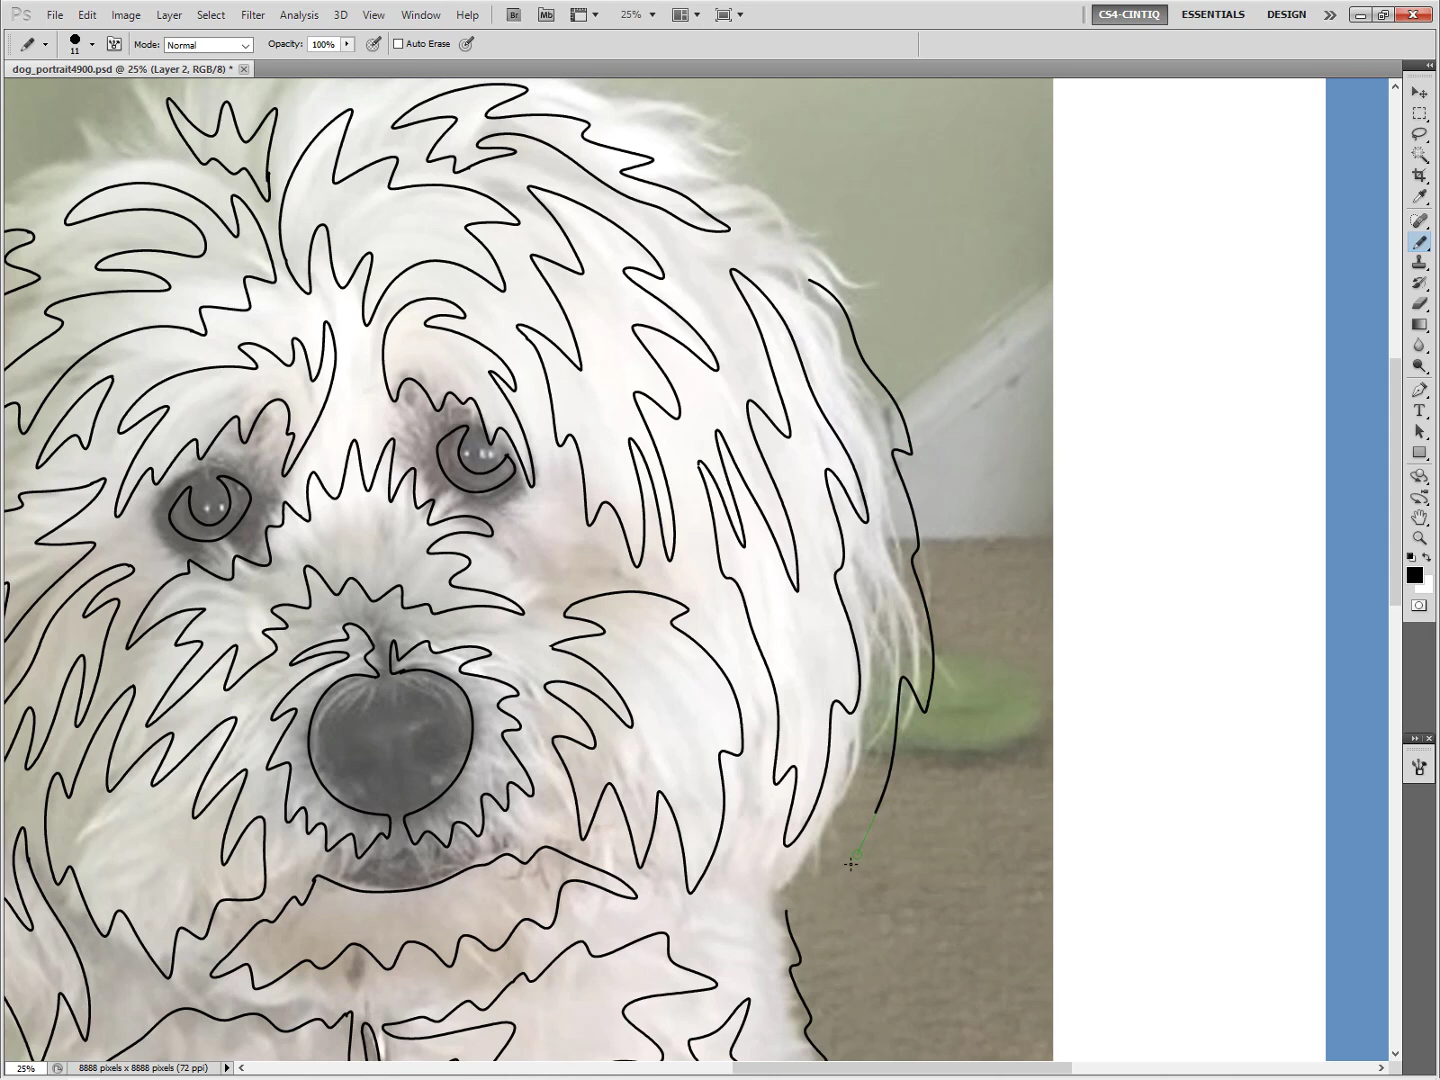 Ps File Edit Image Layer Select Filter Analysis 3D View Window Help Br Mb 25% CS4-CINTIQ ESSENTIALS DESIGN
11 Mode: Normal Opacity: 100% Auto Erase
dog_portrait4900.psd @ 25% (Layer 2, RGB/8) *
T
25% 8888 pixels x 8888 pixels (72 ppi)